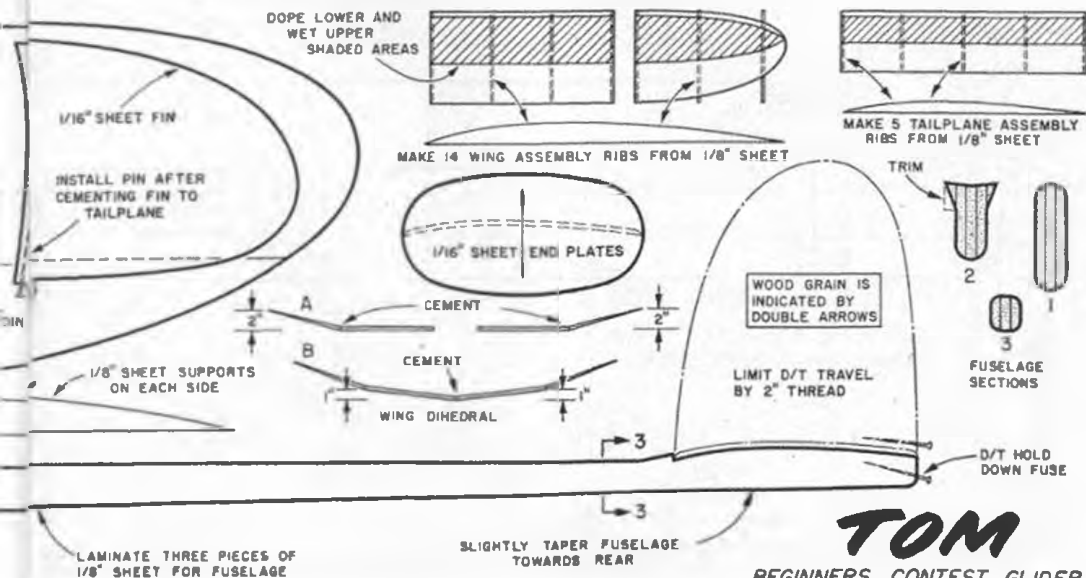 DOPE LOWER AND
WET UPPER
SHADED AREAS
1/16" SHEET FIN
MAKE 14 WING ASSEMBLY RIBS FROM 1/8" SHEET
MAKE 5 TAILPLANE ASSEMBLY
RIBS FROM 1/8" SHEET
INSTALL PIN AFTER
CEMENTING FIN TO
TAILPLANE
TRIM
1/16" SHEET END PLATES
2
1
3
FUSELAGE
SECTIONS
WOOD GRAIN IS
INDICATED BY
DOUBLE ARROWS
A
CEMENT
2"
2"
B
CEMENT
1"
1"
WING DIHEDRAL
1/8" SHEET SUPPORTS
ON EACH SIDE
LIMIT D/T TRAVEL
BY 2" THREAD
3
3
D/T HOLD
DOWN FUSE
LAMINATE THREE PIECES OF
1/8" SHEET FOR FUSELAGE
SLIGHTLY TAPER FUSELAGE
TOWARDS REAR
TOM
BEGINNERS CONTEST GLIDER